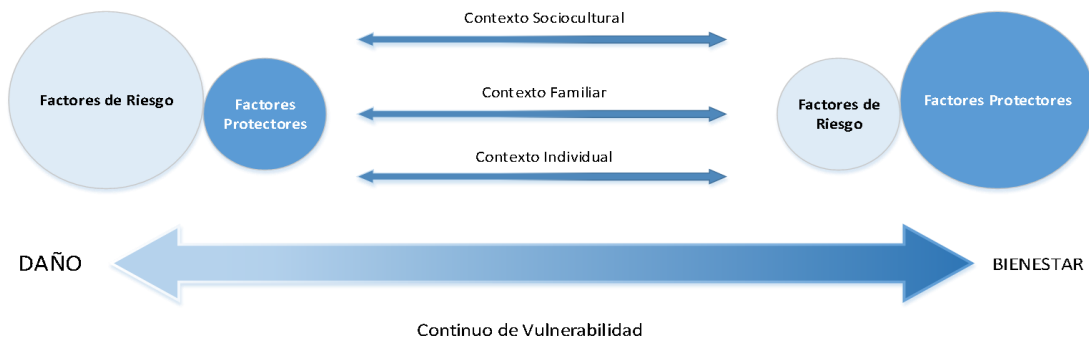 Contexto Sociocultural
Factores de Riesgo
Factores
Protectores
Contexto Familiar
Factores de
Riesgo
Factores Protectores
Contexto Individual
DAÑO
BIENESTAR
Continuo de Vulnerabilidad